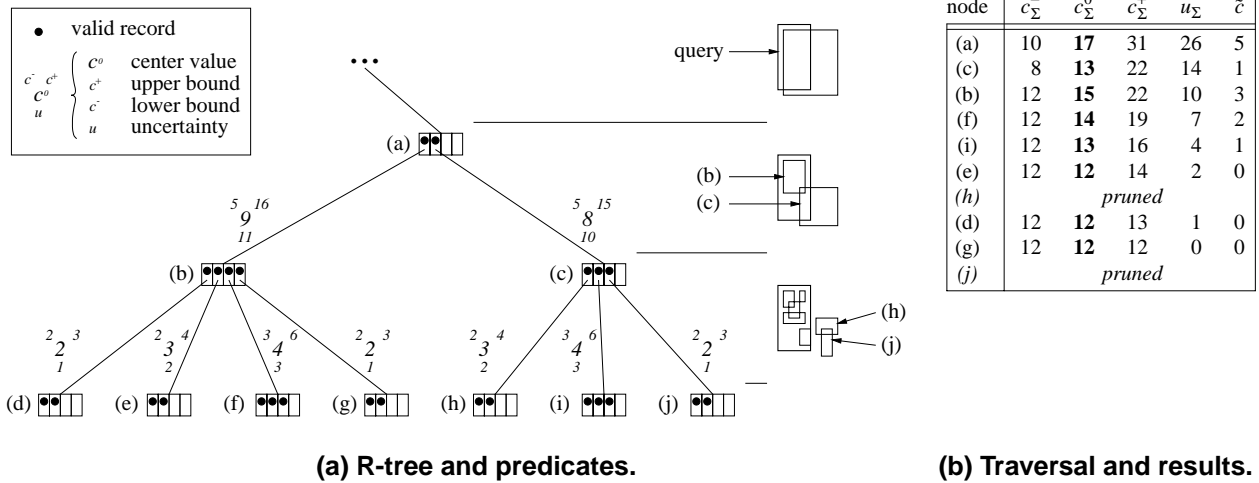 valid record
c⁻ c⁺
c⁰
u
c⁰ center value
c⁺ upper bound
c⁻ lower bound
u uncertainty
•••
(a)
5 9 16
11
5 8 15
10
(b)
(c)
2 2 3
1
2 3 4
2
3 4 6
3
2 2 3
1
2 3 4
2
3 4 6
3
2 2 3
1
(d)
(e)
(f)
(g)
(h)
(i)
(j)
query
(b)
(c)
(h)
(j)
(a) R-tree and predicates.
node c⁻Σ c⁰Σ c⁺Σ uΣ c̃
(a) 10 17 31 26 5
(c) 8 13 22 14 1
(b) 12 15 22 10 3
(f) 12 14 19 7 2
(i) 12 13 16 4 1
(e) 12 12 14 2 0
(h) pruned
(d) 12 12 13 1 0
(g) 12 12 12 0 0
(j) pruned
(b) Traversal and results.